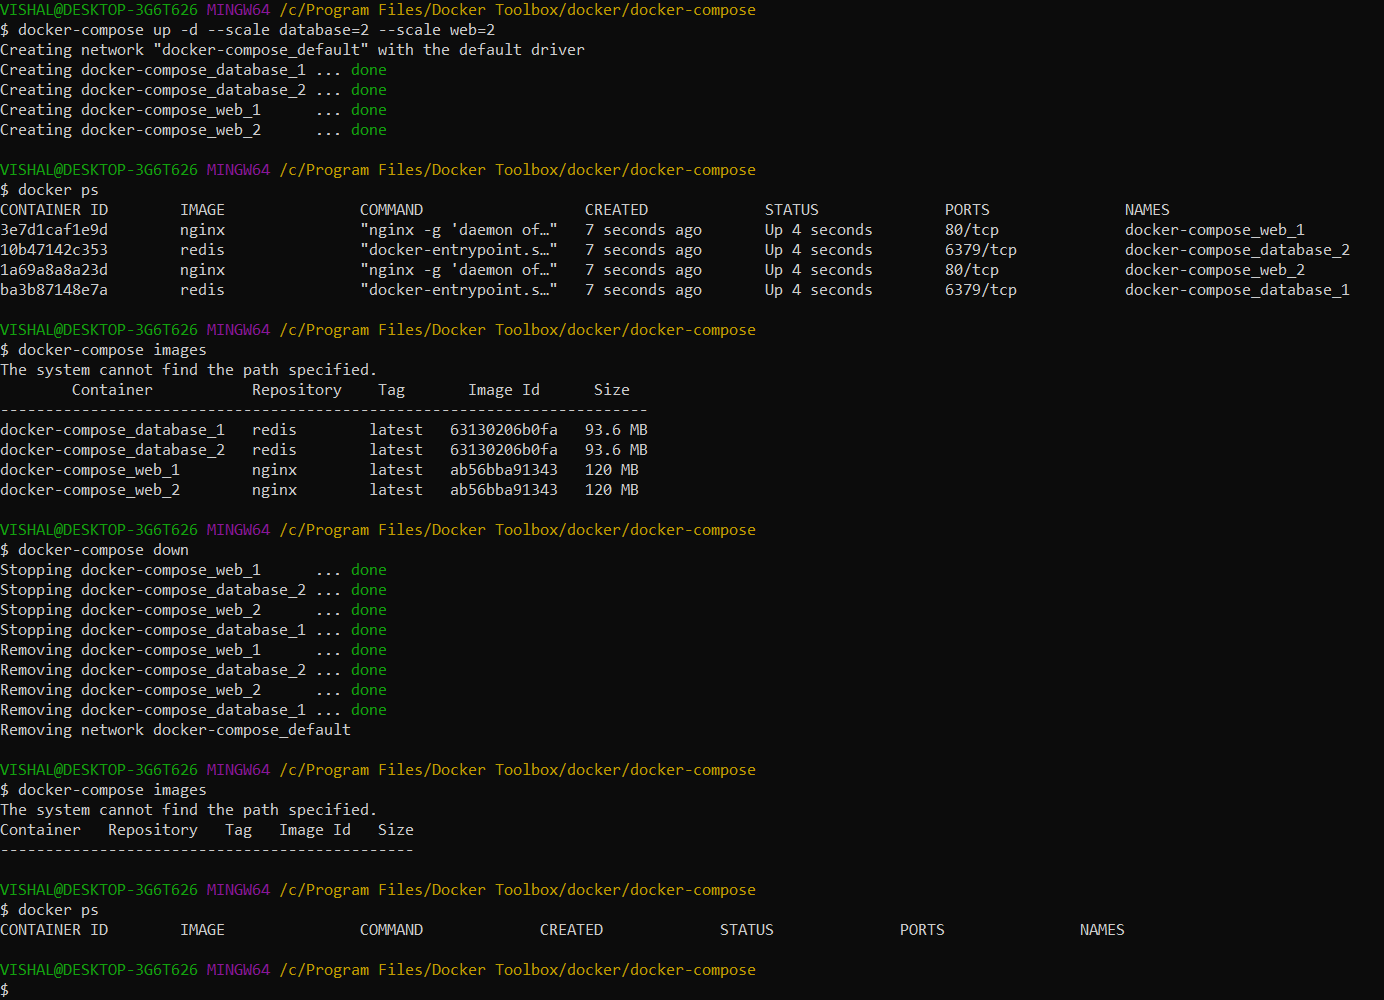 VISHAL@DESKTOP-3G6T626 MINGW64 /c/Program Files/Docker Toolbox/docker/docker-compose
$ docker-compose up -d --scale database=2 --scale web=2
Creating network "docker-compose_default" with the default driver
Creating docker-compose_database_1 ... done
Creating docker-compose_database_2 ... done
Creating docker-compose_web_1      ... done
Creating docker-compose_web_2      ... done
VISHAL@DESKTOP-3G6T626 MINGW64 /c/Program Files/Docker Toolbox/docker/docker-compose
$ docker ps
CONTAINER ID        IMAGE               COMMAND                  CREATED             STATUS              PORTS               NAMES
3e7d1caf1e9d        nginx               "nginx -g 'daemon of…"   7 seconds ago       Up 4 seconds        80/tcp              docker-compose_web_1
10b47142c353        redis               "docker-entrypoint.s…"   7 seconds ago       Up 4 seconds        6379/tcp            docker-compose_database_2
1a69a8a8a23d        nginx               "nginx -g 'daemon of…"   7 seconds ago       Up 4 seconds        80/tcp              docker-compose_web_2
ba3b87148e7a        redis               "docker-entrypoint.s…"   7 seconds ago       Up 4 seconds        6379/tcp            docker-compose_database_1
VISHAL@DESKTOP-3G6T626 MINGW64 /c/Program Files/Docker Toolbox/docker/docker-compose
$ docker-compose images
The system cannot find the path specified.
        Container           Repository    Tag       Image Id      Size
------------------------------------------------------------------------
docker-compose_database_1   redis        latest   63130206b0fa   93.6 MB
docker-compose_database_2   redis        latest   63130206b0fa   93.6 MB
docker-compose_web_1        nginx        latest   ab56bba91343   120 MB
docker-compose_web_2        nginx        latest   ab56bba91343   120 MB
VISHAL@DESKTOP-3G6T626 MINGW64 /c/Program Files/Docker Toolbox/docker/docker-compose
$ docker-compose down
Stopping docker-compose_web_1      ... done
Stopping docker-compose_database_2 ... done
Stopping docker-compose_web_2      ... done
Stopping docker-compose_database_1 ... done
Removing docker-compose_web_1      ... done
Removing docker-compose_database_2 ... done
Removing docker-compose_web_2      ... done
Removing docker-compose_database_1 ... done
Removing network docker-compose_default
VISHAL@DESKTOP-3G6T626 MINGW64 /c/Program Files/Docker Toolbox/docker/docker-compose
$ docker-compose images
The system cannot find the path specified.
Container   Repository   Tag   Image Id   Size
----------------------------------------------
VISHAL@DESKTOP-3G6T626 MINGW64 /c/Program Files/Docker Toolbox/docker/docker-compose
$ docker ps
CONTAINER ID        IMAGE               COMMAND             CREATED             STATUS              PORTS               NAMES
VISHAL@DESKTOP-3G6T626 MINGW64 /c/Program Files/Docker Toolbox/docker/docker-compose
$